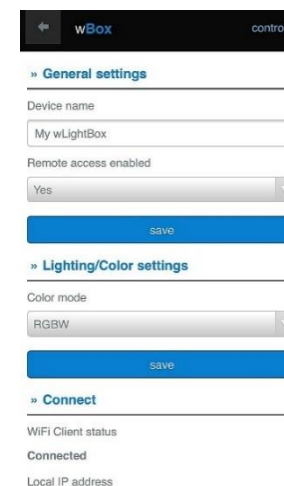 wBox contro
» General settings
Device name
My wLightBox
Remote access enabled
Yes
save
» Lighting/Color settings
Color mode
RGBW
save
» Connect
WiFi Client status
Connected
Local IP address